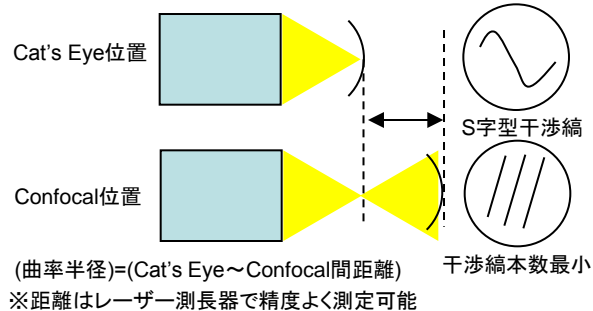 Cat's Eye位置
S字型干渉縞
Confocal位置
干渉縞本数最小
(曲率半径)=(Cat's Eye～Confocal間距離)
※距離はレーザー測長器で精度よく測定可能